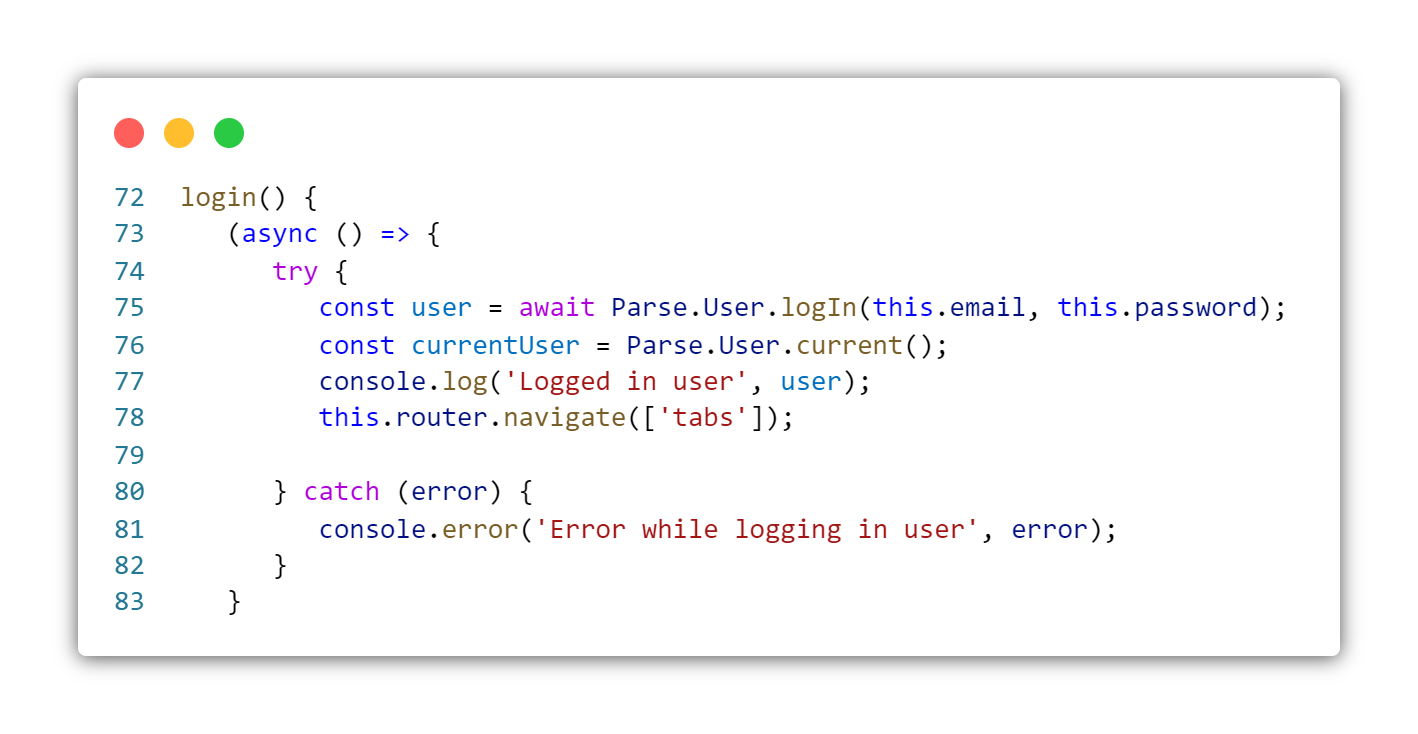 72 login() {
73 (async () => {
74 try {
75 const user = await Parse.User.logIn(this.email, this.password);
76 const currentUser = Parse.User.current();
77 console.log('Logged in user', user);
78 this.router.navigate(['tabs']);
79
80 } catch (error) {
81 console.error('Error while logging in user', error);
82 }
83 }